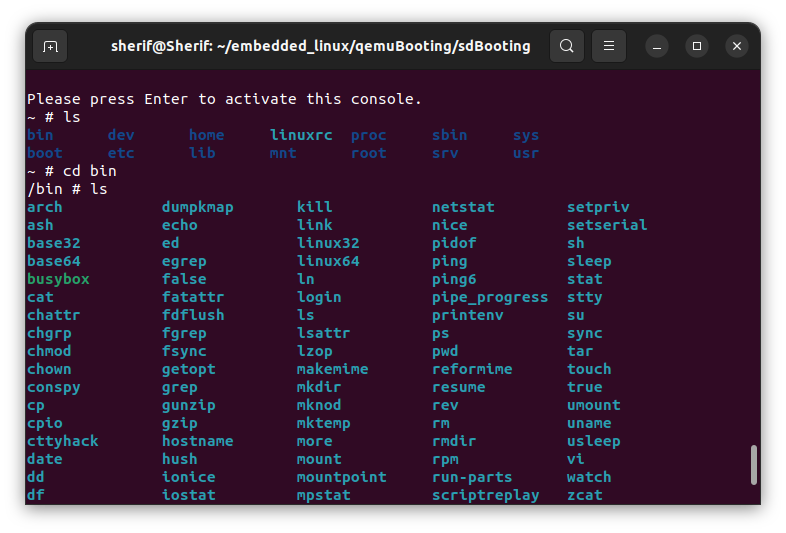 sherif@Sherif: ~/embedded_linux/qemuBooting/sdBooting
Please press Enter to activate this console.
~ # ls
bin dev home linuxrc proc sbin sys
boot etc lib mnt root srv usr
~ # cd bin
/bin # ls
arch dumpkmap kill netstat setpriv
ash echo link nice setserial
base32 ed linux32 pidof sh
base64 egrep linux64 ping sleep
busybox false ln ping6 stat
cat fatattr login pipe_progress stty
chattr fdflush ls printenv su
chgrp fgrep lsattr ps sync
chmod fsync lzop pwd tar
chown getopt makemime reformime touch
conspy grep mkdir resume true
cp gunzip mknod rev umount
cpio gzip mktemp rm uname
cttyhack hostname more rmdir usleep
date hush mount rpm vi
dd ionice mountpoint run-parts watch
df iostat mpstat scriptreplay zcat